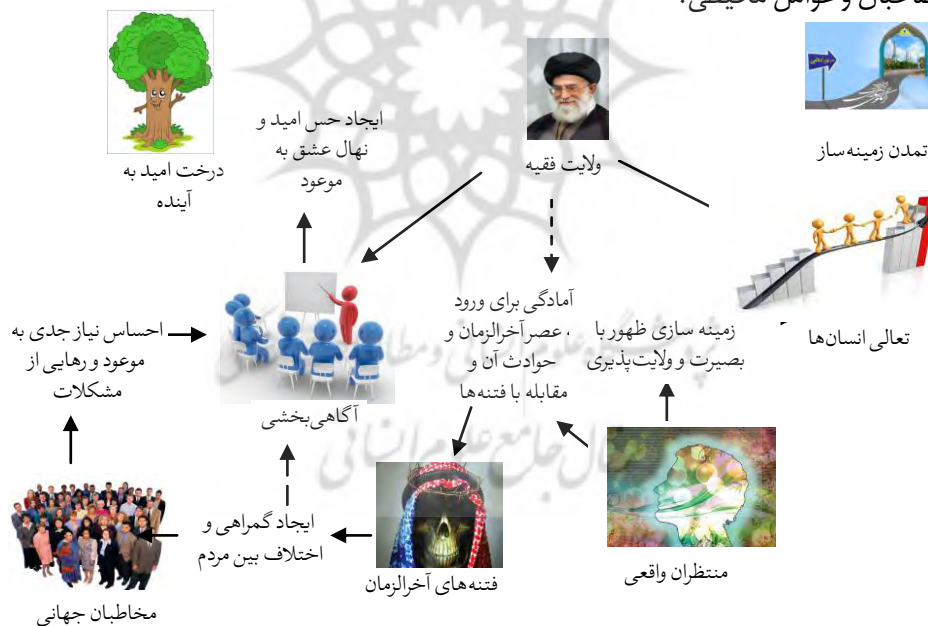 صاحبان و عوامل محیطی.
تمدن زمینه‌ساز
ولایت فقیه
ایجاد حس امید و
نهال عشق به
موعود
درخت امید به
آینده
تعالی انسان‌ها
زمینه سازی ظهور با
بصیرت و ولایت‌پذیری
آمادگی برای ورود
، عصر آخرالزمان و
حوادث آن و
مقابله با فتنه‌ها
آگاهی‌بخشی
احساس نیاز جدی به
موعود و رهایی از
مشکلات
منتظران واقعی
فتنه‌های آخرالزمان
ایجاد گمراهی و
اختلاف بین مردم
مخاطبان جهانی